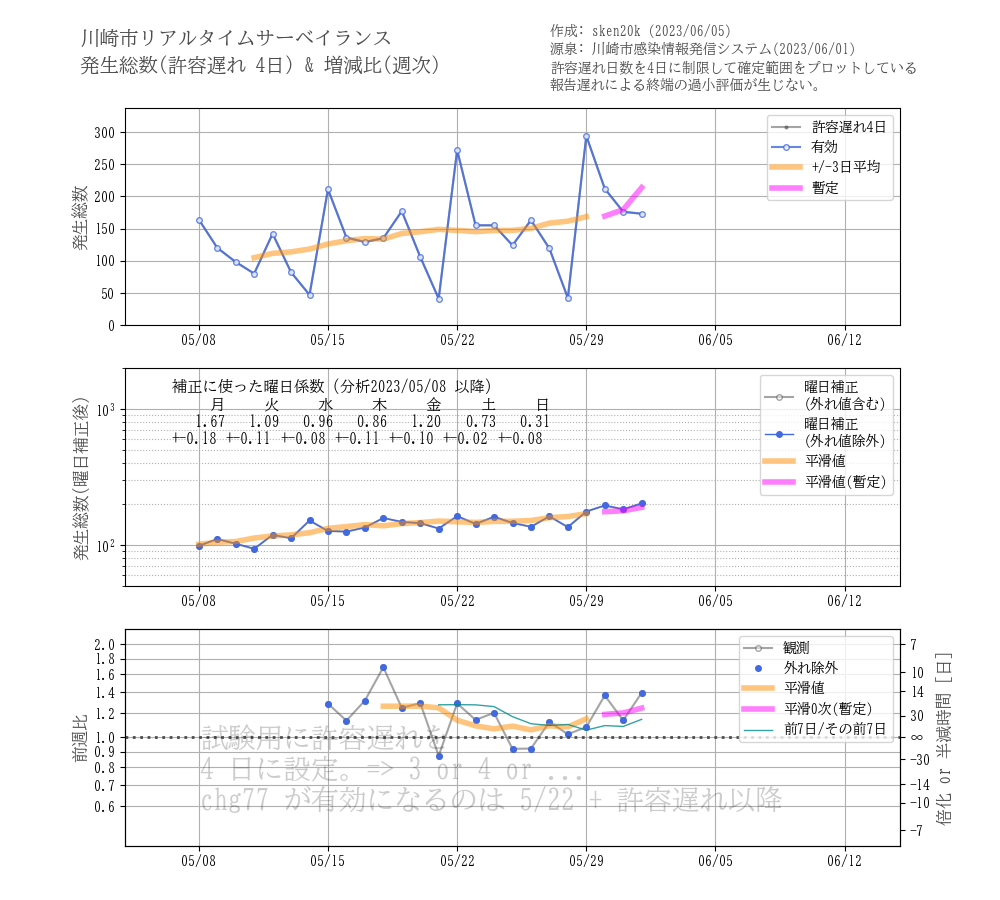 川崎市リアルタイムサーベイランス
発生総数(許容遅れ 4日) & 増減比(週次)
作成: sken20k (2023/06/05)
源泉: 川崎市感染情報発信システム(2023/06/01)
許容遅れ日数を4日に制限して確定範囲をプロットしている
報告遅れによる終端の過小評価が生じない。
発生総数
300
250
200
150
100
50
0
許容遅れ4日
有効
+/-3日平均
暫定
05/08 05/15 05/22 05/29 06/05 06/12
発生総数(曜日補正後)
10³
10²
補正に使った曜日係数 (分析2023/05/08 以降)
月 火 水 木 金 土 日
1.67 1.09 0.96 0.86 1.20 0.73 0.31
+-0.18 +-0.11 +-0.08 +-0.11 +-0.10 +-0.02 +-0.08
曜日補正
(外れ値含む)
曜日補正
(外れ値除外)
平滑値
平滑値(暫定)
05/08 05/15 05/22 05/29 06/05 06/12
前週比
2.0
1.8
1.6
1.4
1.2
1.0
0.9
0.8
0.7
0.6
観測
外れ除外
平滑値
平滑0次(暫定)
前7日/その前7日
試験用に許容遅れを
4 日に設定。=> 3 or 4 or ...
chg77 が有効になるのは 5/22 + 許容遅れ以降
7
10
14
30
∞
-30
-14
-10
-7
倍化 or 半減時間 [日]
05/08 05/15 05/22 05/29 06/05 06/12